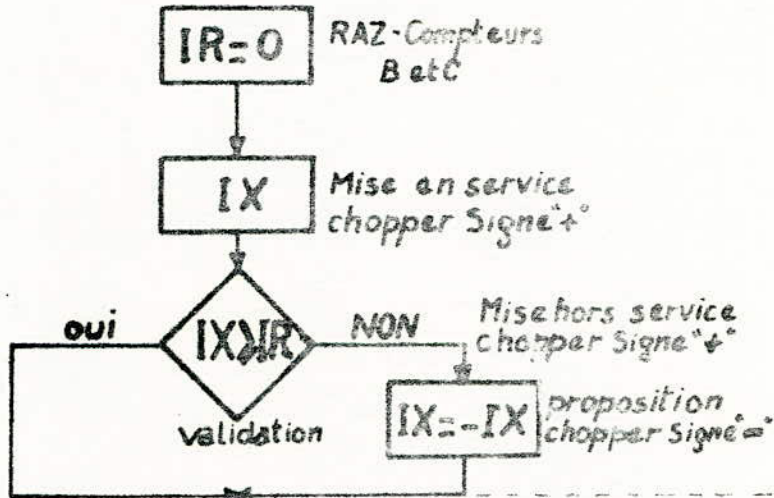 IR=0
RAZ-Compteurs
B et C
IX
Mise en service
chopper Signe "+"
oui
IX>IR
NON
Mise hors service
chopper Signe "+"
validation
IX=-IX
proposition
chopper Signe "-"